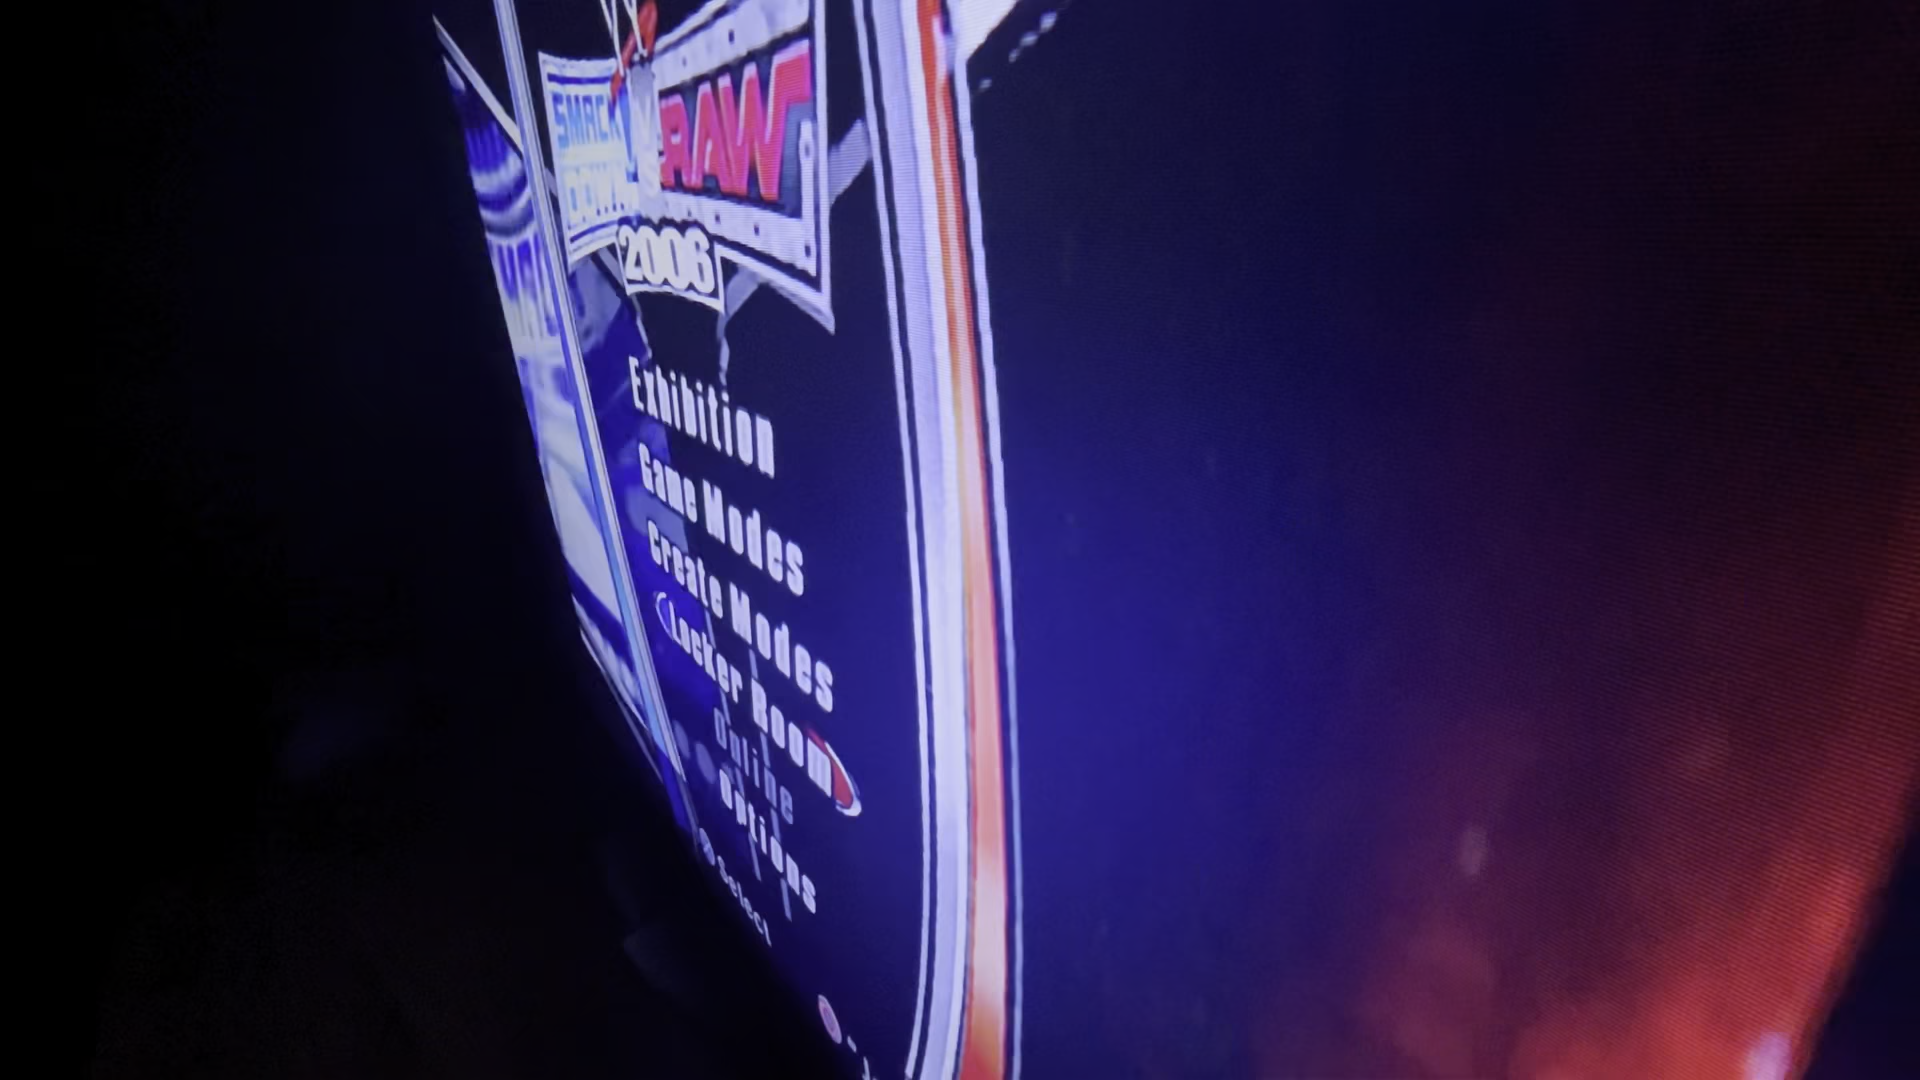 SMACK
DOWN!
RAW
2006
Exhibition
Game Modes
Create Modes
Locker Room
Online
Options
Select